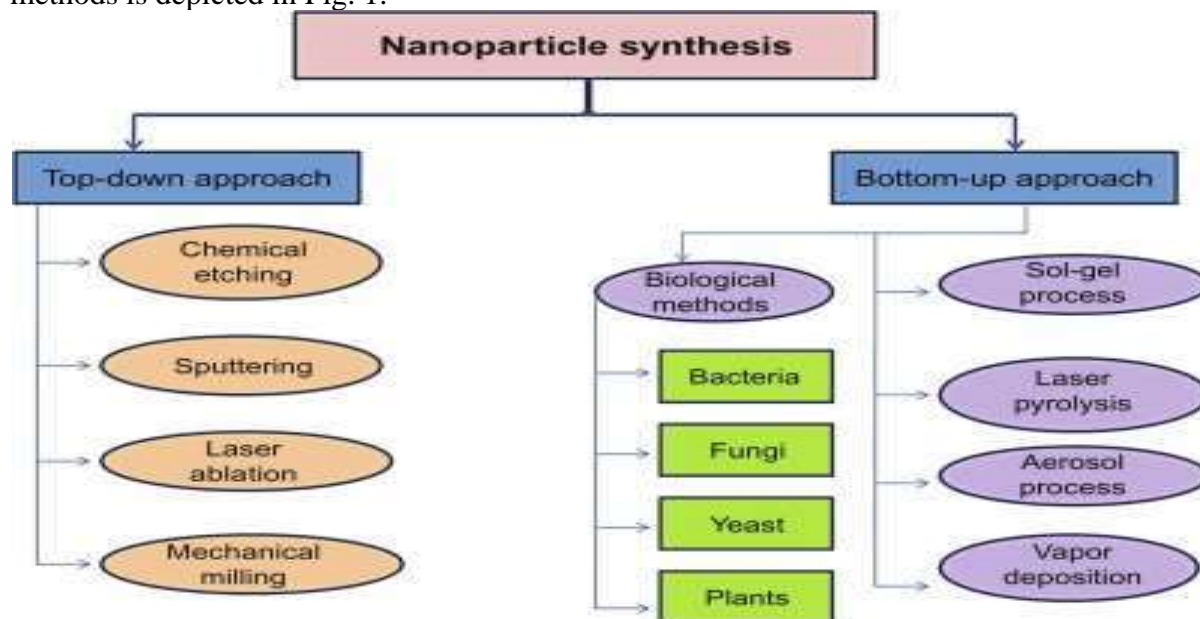 methods is depicted in Fig. 1.
Nanoparticle synthesis
Top-down approach
Chemical
etching
Sputtering
Laser
ablation
Mechanical
milling
Bottom-up approach
Biological
methods
Bacteria
Fungi
Yeast
Plants
Sol-gel
process
Laser
pyrolysis
Aerosol
process
Vapor
deposition